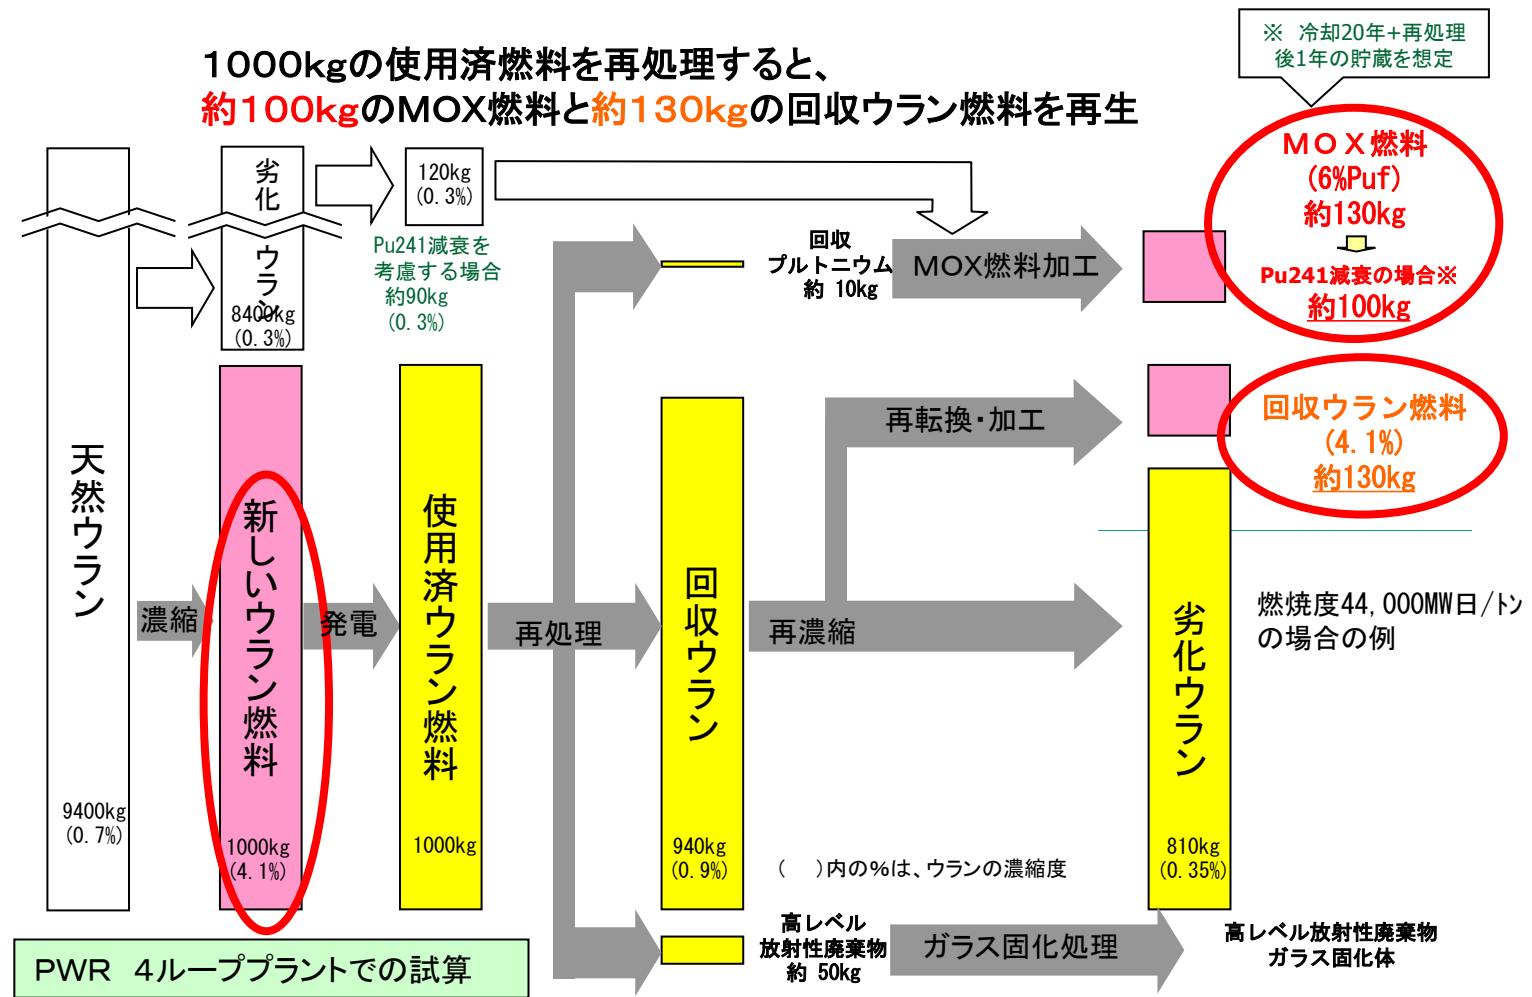 ※ 冷却20年+再処理
後1年の貯蔵を想定
1000kgの使用済燃料を再処理すると、
約100kgのMOX燃料と約130kgの回収ウラン燃料を再生
劣化ウラン
8400kg
(0.3%)
120kg
(0.3%)
Pu241減衰を
考慮する場合
約90kg
(0.3%)
回収
プルトニウム
約 10kg
MOX燃料加工
MOX燃料
(6%Puf)
約130kg
Pu241減衰の場合※
約100kg
再転換・加工
回収ウラン燃料
(4.1%)
約130kg
天然ウラン
9400kg
(0.7%)
濃縮
新しいウラン燃料
1000kg
(4.1%)
発電
使用済ウラン燃料
1000kg
再処理
回収ウラン
940kg
(0.9%)
再濃縮
劣化ウラン
810kg
(0.35%)
燃焼度44,000MW日/トン
の場合の例
( )内の%は、ウランの濃縮度
高レベル
放射性廃棄物
約 50kg
ガラス固化処理
高レベル放射性廃棄物
ガラス固化体
PWR 4ループプラントでの試算